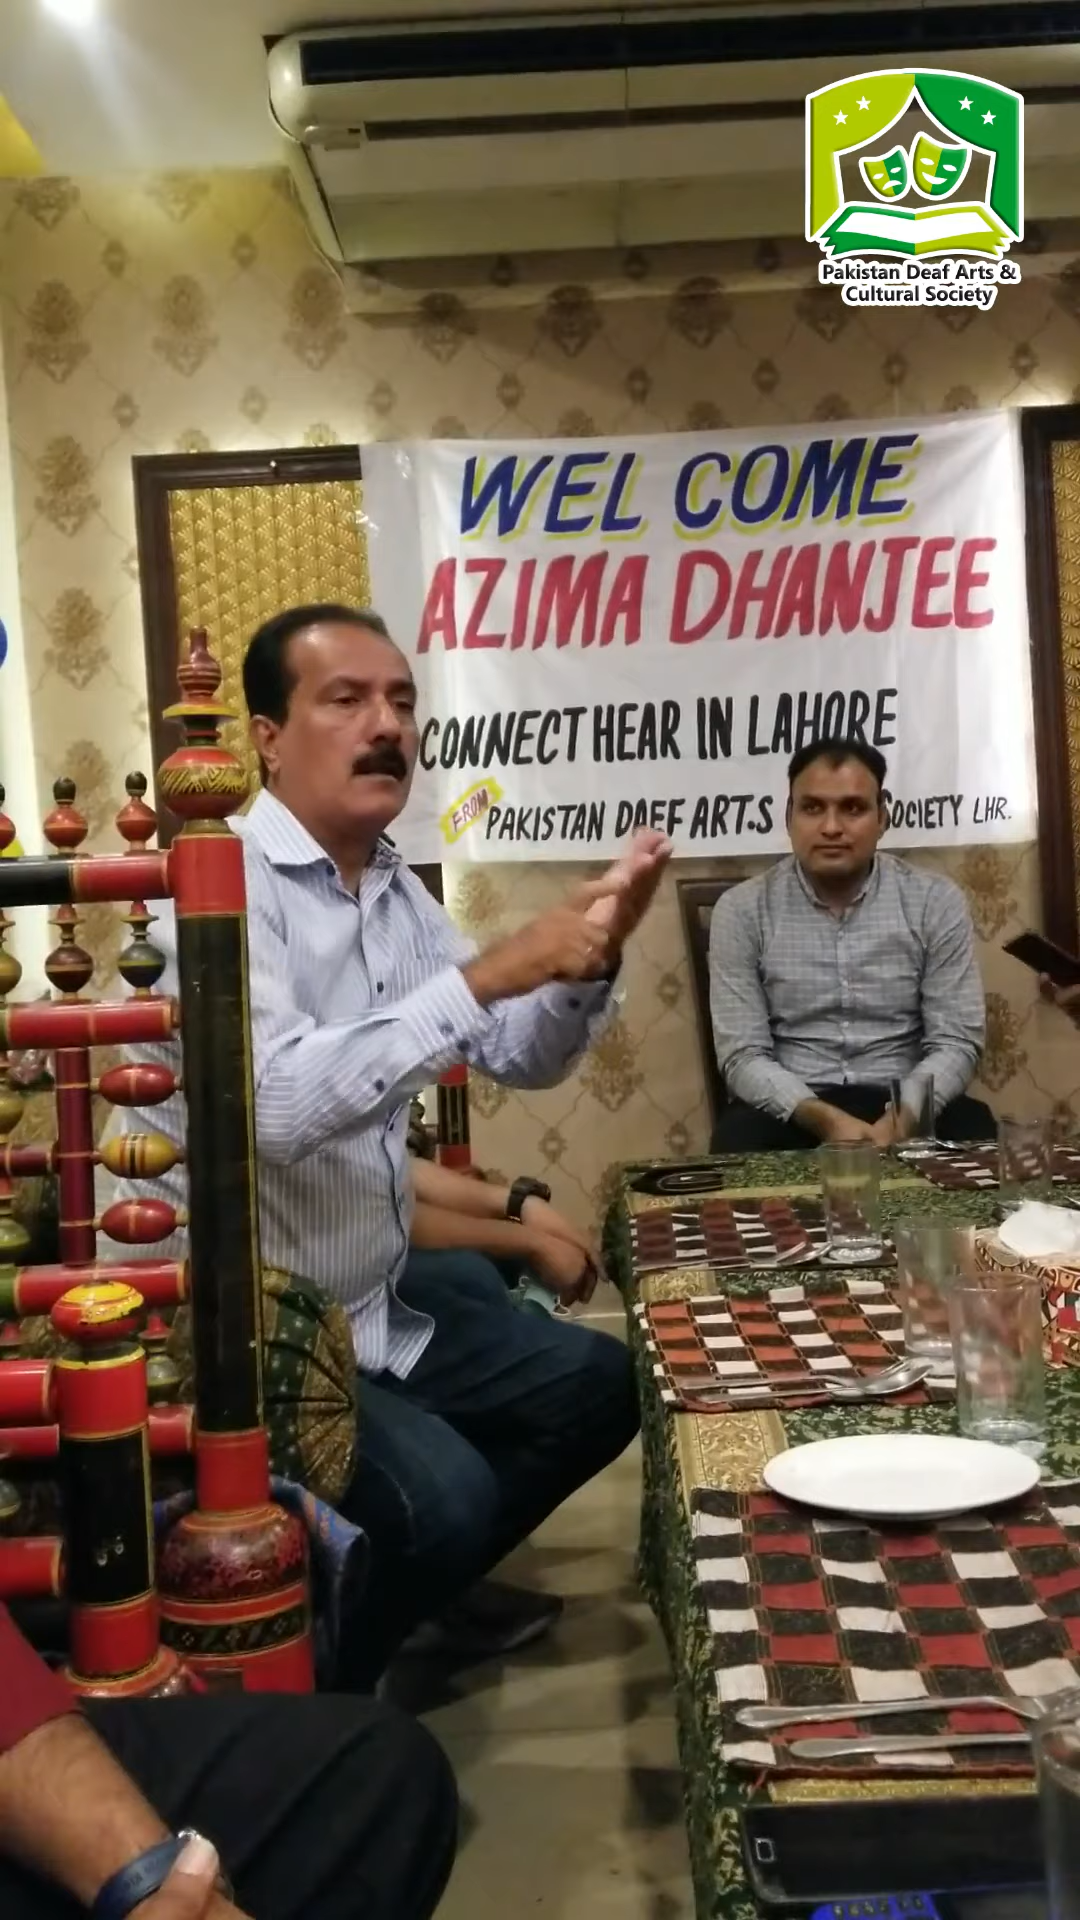 Pakistan Deaf Arts &
Cultural Society
WEL COME
AZIMA DHANJEE
CONNECT HEAR IN LAHORE
FROM PAKISTAN DAEF ART.S SOCIETY LHR.